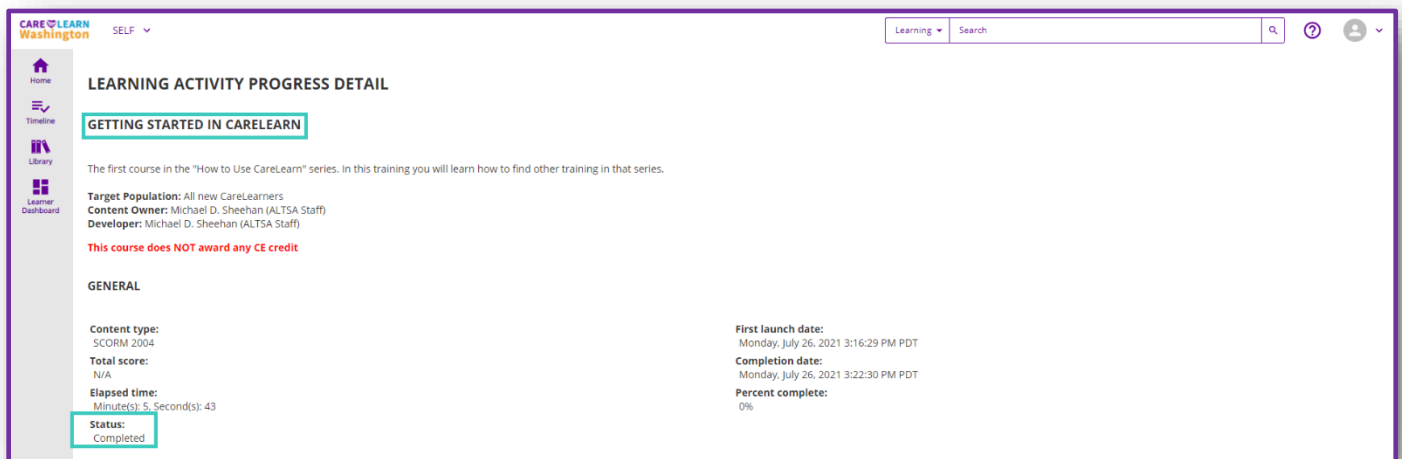 CARE LEARN
Washington
SELF
Learning
Search
Home
Timeline
Library
Learner
Dashboard
LEARNING ACTIVITY PROGRESS DETAIL
GETTING STARTED IN CARELEARN
The first course in the "How to Use CareLearn" series. In this training you will learn how to find other training in that series.
Target Population: All new CareLearners
Content Owner: Michael D. Sheehan (ALTSA Staff)
Developer: Michael D. Sheehan (ALTSA Staff)
This course does NOT award any CE credit
GENERAL
Content type:
SCORM 2004
Total score:
N/A
Elapsed time:
Minute(s): 5, Second(s): 43
Status:
Completed
First launch date:
Monday, July 26, 2021 3:16:29 PM PDT
Completion date:
Monday, July 26, 2021 3:22:30 PM PDT
Percent complete:
0%